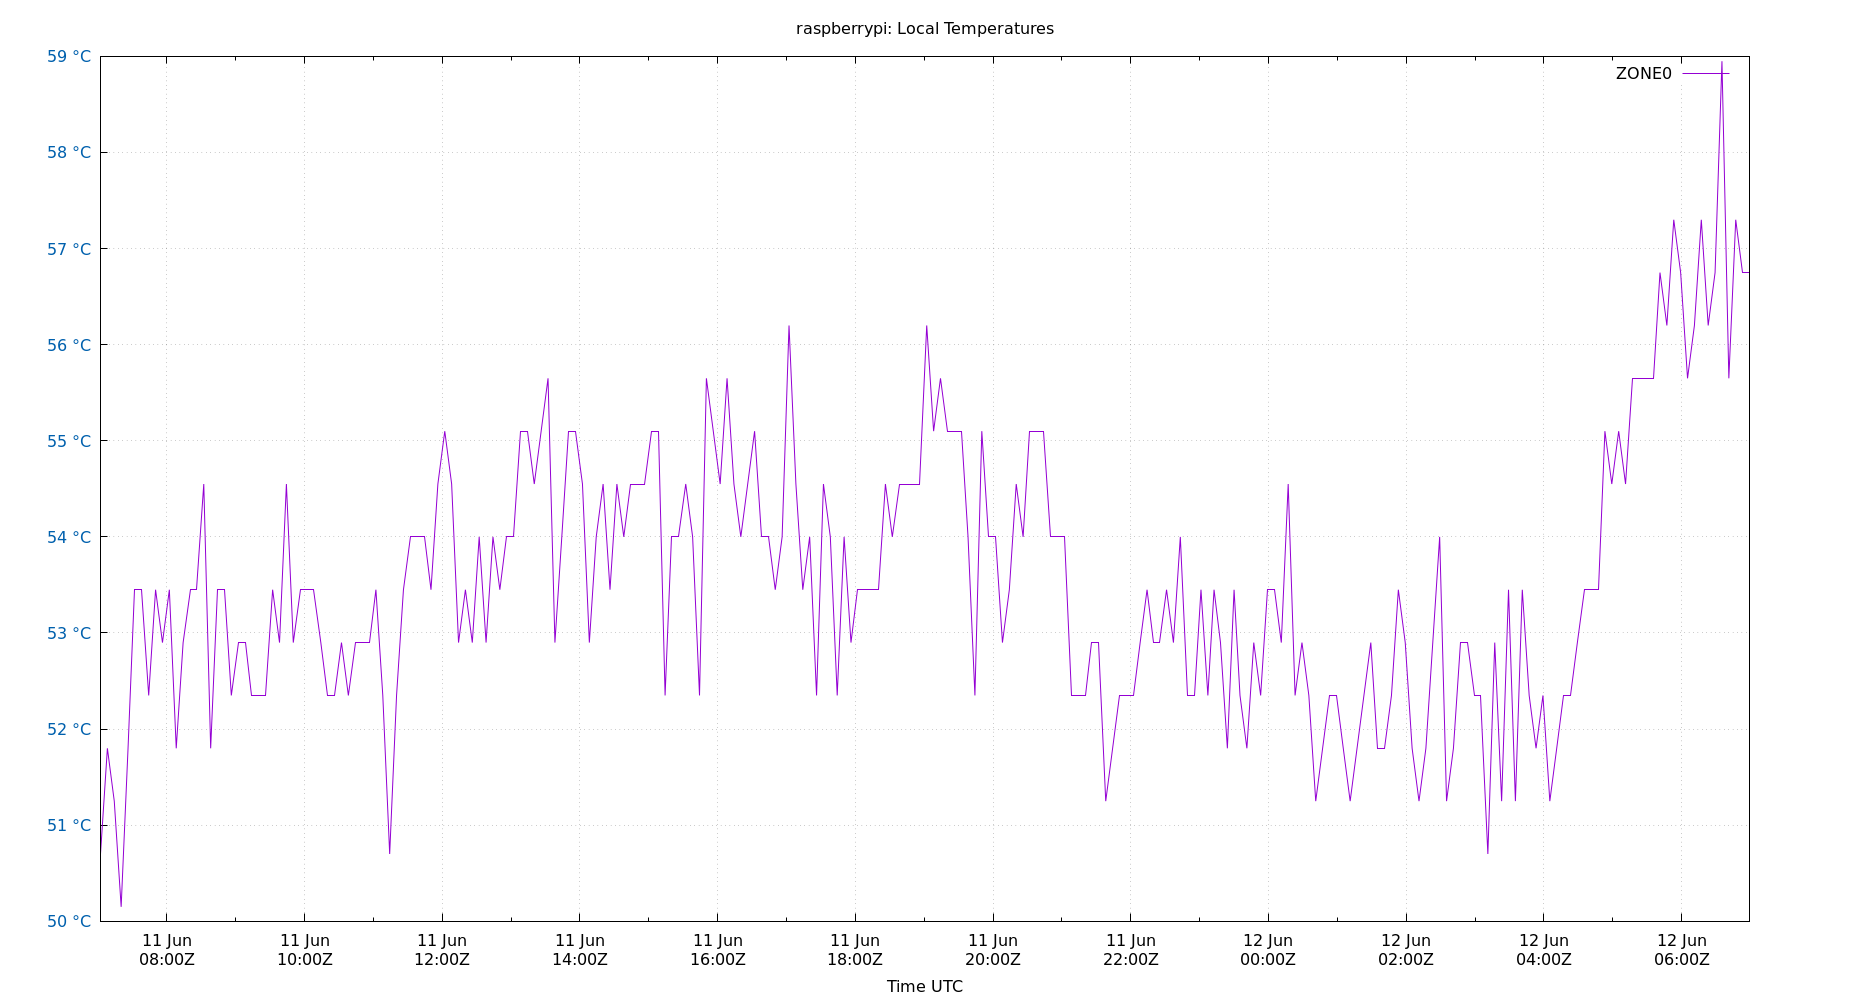 raspberrypi: Local Temperatures
59 °C
58 °C
57 °C
56 °C
55 °C
54 °C
53 °C
52 °C
51 °C
50 °C
ZONE0
11 Jun 11 Jun 11 Jun 11 Jun 11 Jun 11 Jun 11 Jun 11 Jun 12 Jun 12 Jun 12 Jun 12 Jun
08:00Z 10:00Z 12:00Z 14:00Z 16:00Z 18:00Z 20:00Z 22:00Z 00:00Z 02:00Z 04:00Z 06:00Z
Time UTC